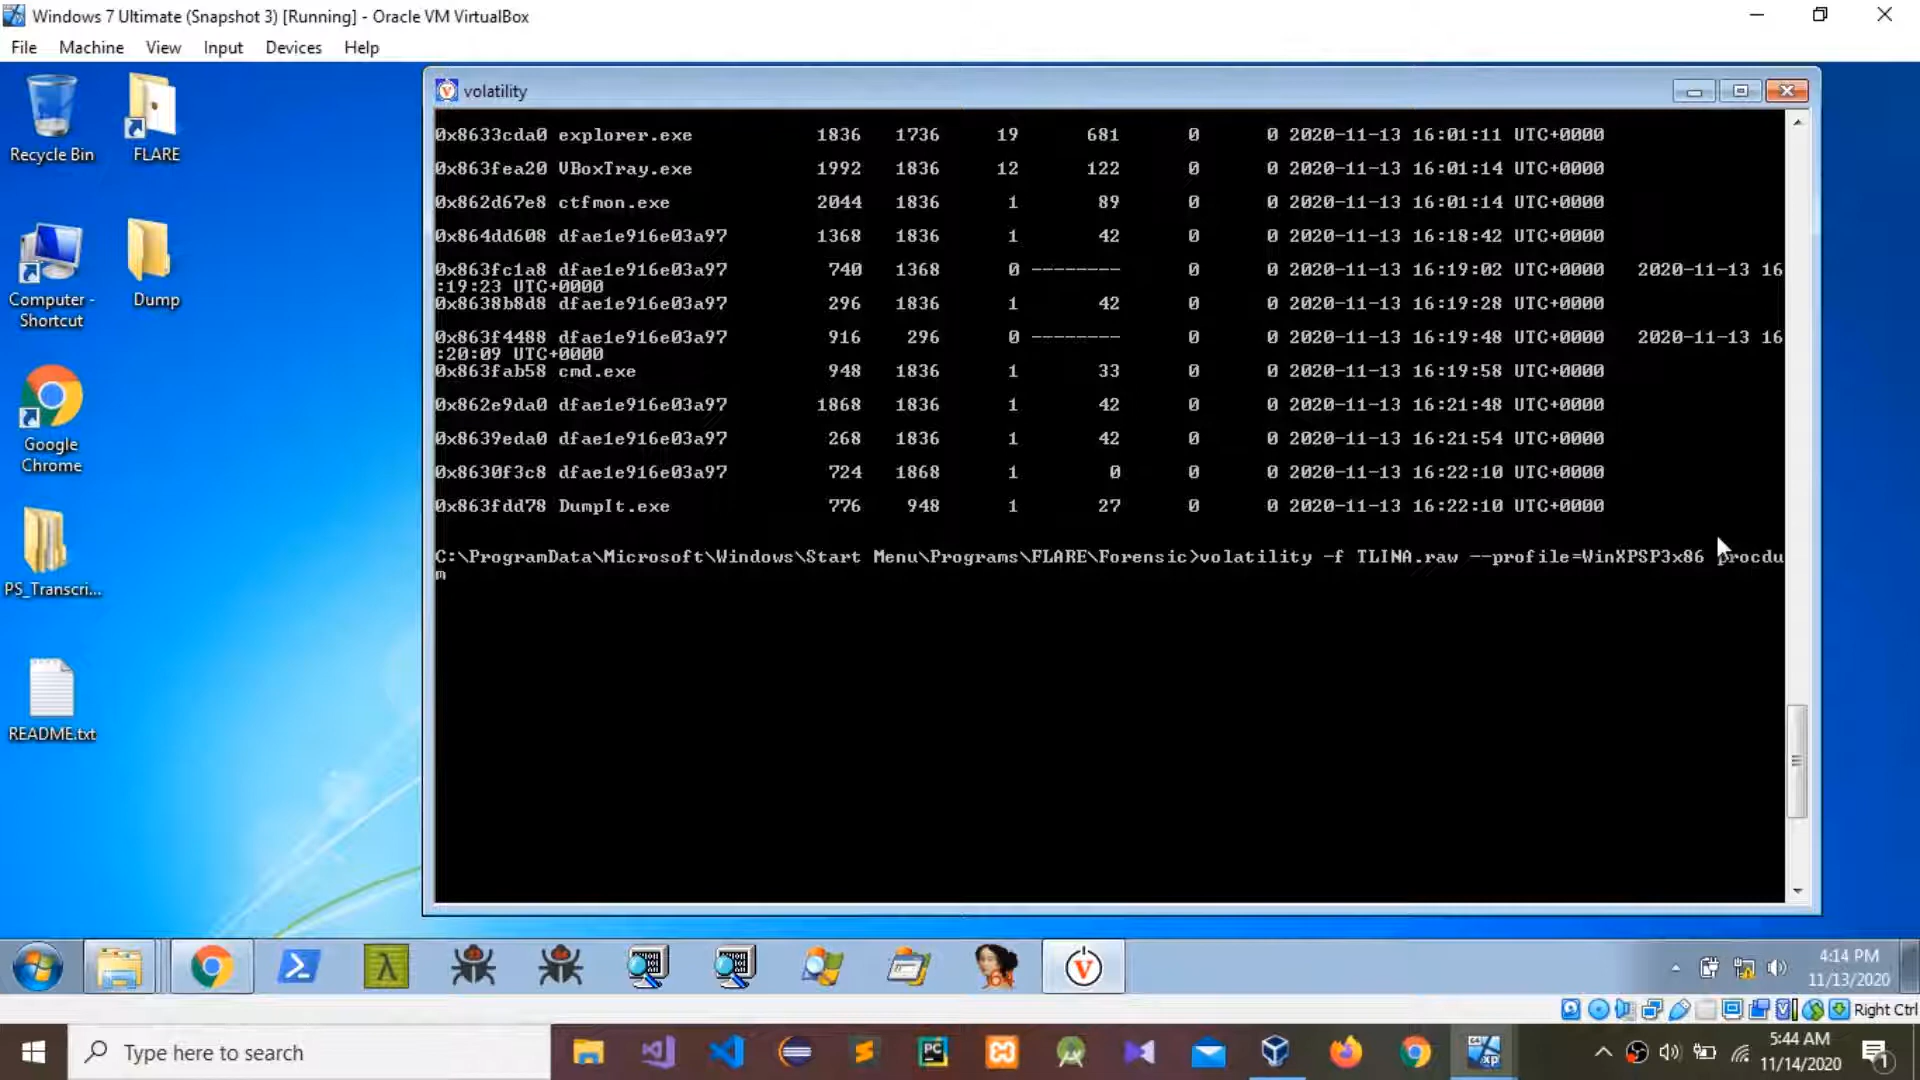 Windows 7 Ultimate (Snapshot 3) [Running] - Oracle VM VirtualBox
File Machine View Input Devices Help
Recycle Bin
FLARE
Computer - Shortcut
Dump
Google Chrome
PS_Transcri...
README.txt
volatility
0x8633cda0 explorer.exe 1836 1736 19 681 0 0 2020-11-13 16:01:11 UTC+0000
0x863fea20 VBoxTray.exe 1992 1836 12 122 0 0 2020-11-13 16:01:14 UTC+0000
0x862d67e8 ctfmon.exe 2044 1836 1 89 0 0 2020-11-13 16:01:14 UTC+0000
0x864dd608 dfae1e916e03a97 1368 1836 1 42 0 0 2020-11-13 16:18:42 UTC+0000
0x863fc1a8 dfae1e916e03a97 740 1368 0 -------- 0 0 2020-11-13 16:19:02 UTC+0000 2020-11-13 16
:19:23 UTC+0000
0x8638b8d8 dfae1e916e03a97 296 1836 1 42 0 0 2020-11-13 16:19:28 UTC+0000
0x863f4488 dfae1e916e03a97 916 296 0 -------- 0 0 2020-11-13 16:19:48 UTC+0000 2020-11-13 16
:20:09 UTC+0000
0x863fab58 cmd.exe 948 1836 1 33 0 0 2020-11-13 16:19:58 UTC+0000
0x862e9da0 dfae1e916e03a97 1868 1836 1 42 0 0 2020-11-13 16:21:48 UTC+0000
0x8639eda0 dfae1e916e03a97 268 1836 1 42 0 0 2020-11-13 16:21:54 UTC+0000
0x8630f3c8 dfae1e916e03a97 724 1868 1 0 0 0 2020-11-13 16:22:10 UTC+0000
0x863fdd78 DumpIt.exe 776 948 1 27 0 0 2020-11-13 16:22:10 UTC+0000
C:\ProgramData\Microsoft\Windows\Start Menu\Programs\FLARE\Forensic>volatility -f TLINA.raw --profile=WinXPSP3x86 procdu
m
4:14 PM
11/13/2020
Right Ctrl
Type here to search
5:44 AM
11/14/2020
1